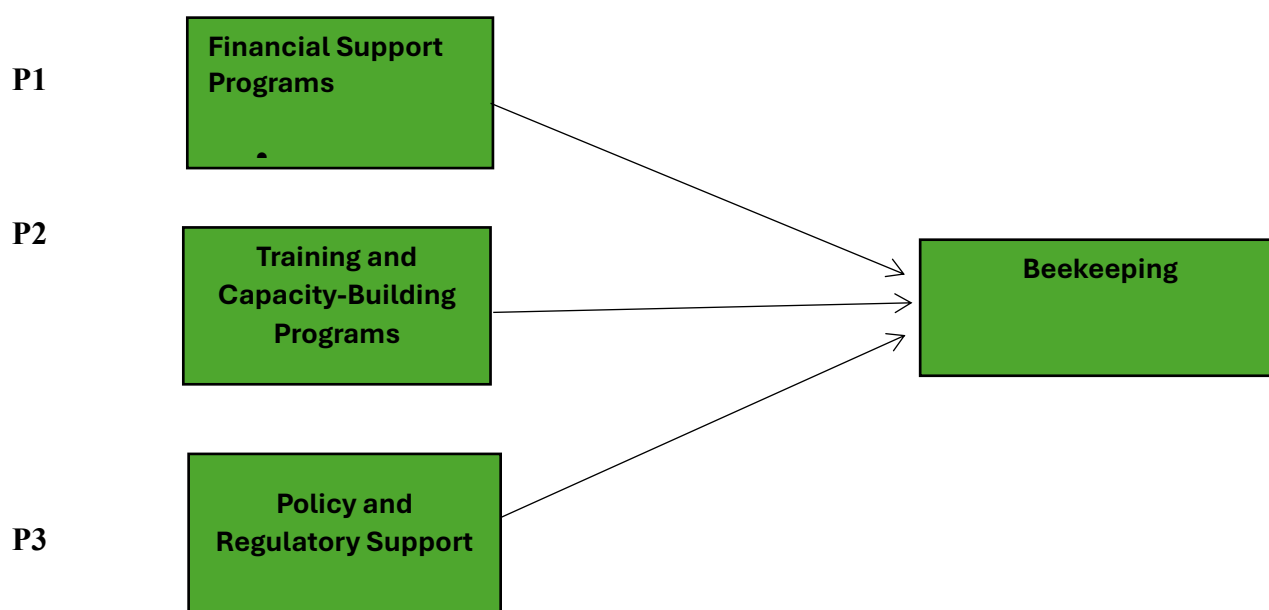 P1
Financial Support
Programs
•
P2
Training and
Capacity-Building
Programs
Beekeeping
P3
Policy and
Regulatory Support